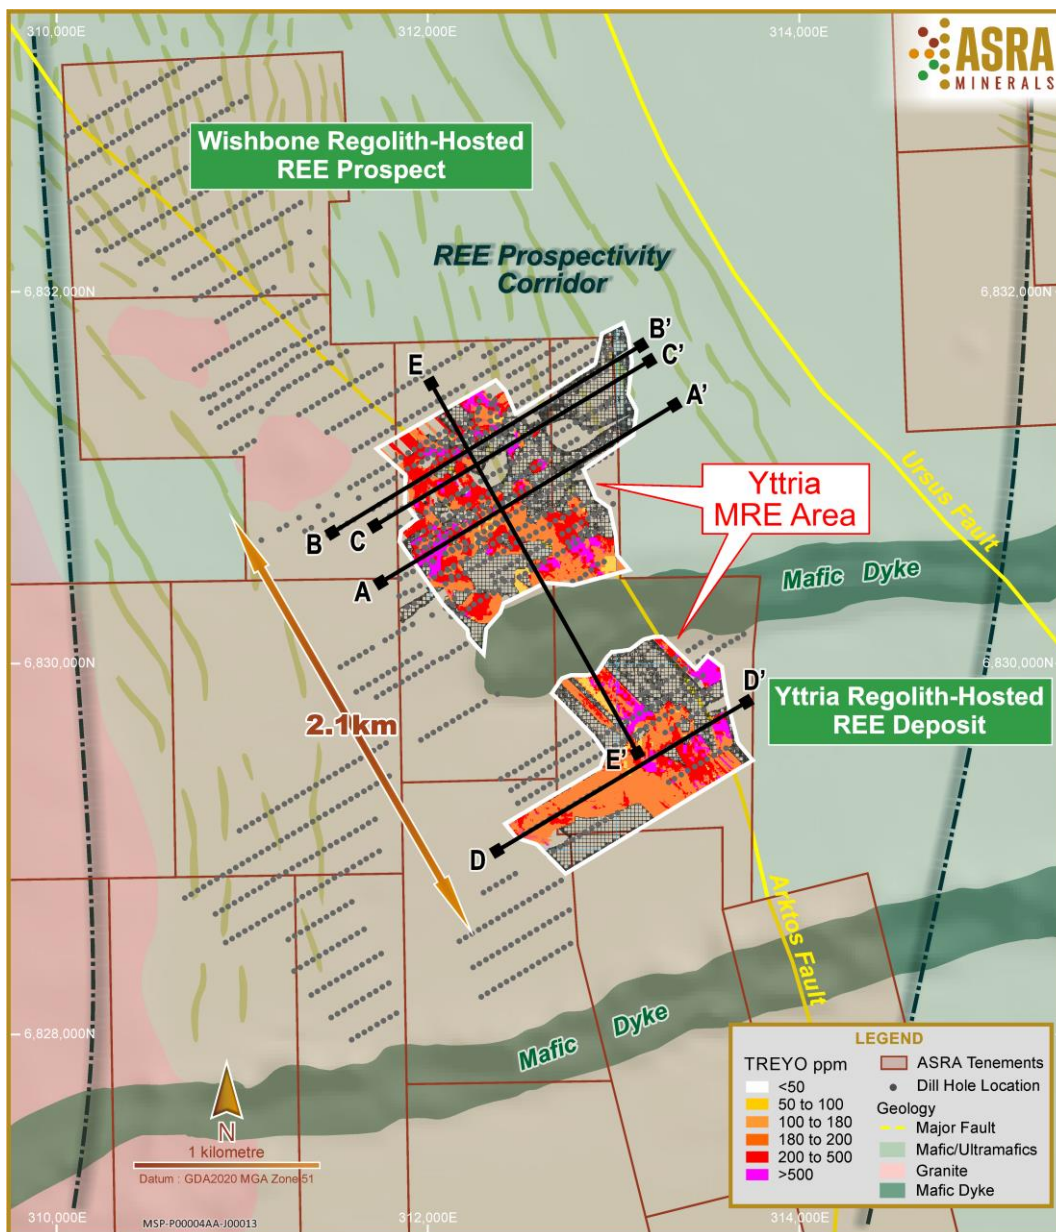 310,000E
312,000E
314,000E
ASRA
MINERALS
Wishbone Regolith-Hosted
REE Prospect
REE Prospectivity
Corridor
6,832,000N
6,832,000N
B'
C'
E
A'
Yttria
MRE Area
Ursus Fault
B
C
A
Mafic Dyke
6,830,000N
6,830,000N
D'
Yttria Regolith-Hosted
REE Deposit
2.1km
E'
D
Arktos Fault
6,828,000N
Mafic Dyke
N
1 kilometre
Datum : GDA2020 MGA Zone 51
MSP-P00004AA-J00013
LEGEND
TREYO ppm
<50
50 to 100
100 to 180
180 to 200
200 to 500
>500
ASRA Tenements
Dill Hole Location
Geology
Major Fault
Mafic/Ultramafics
Granite
Mafic Dyke
310,000E
312,000E
314,000E